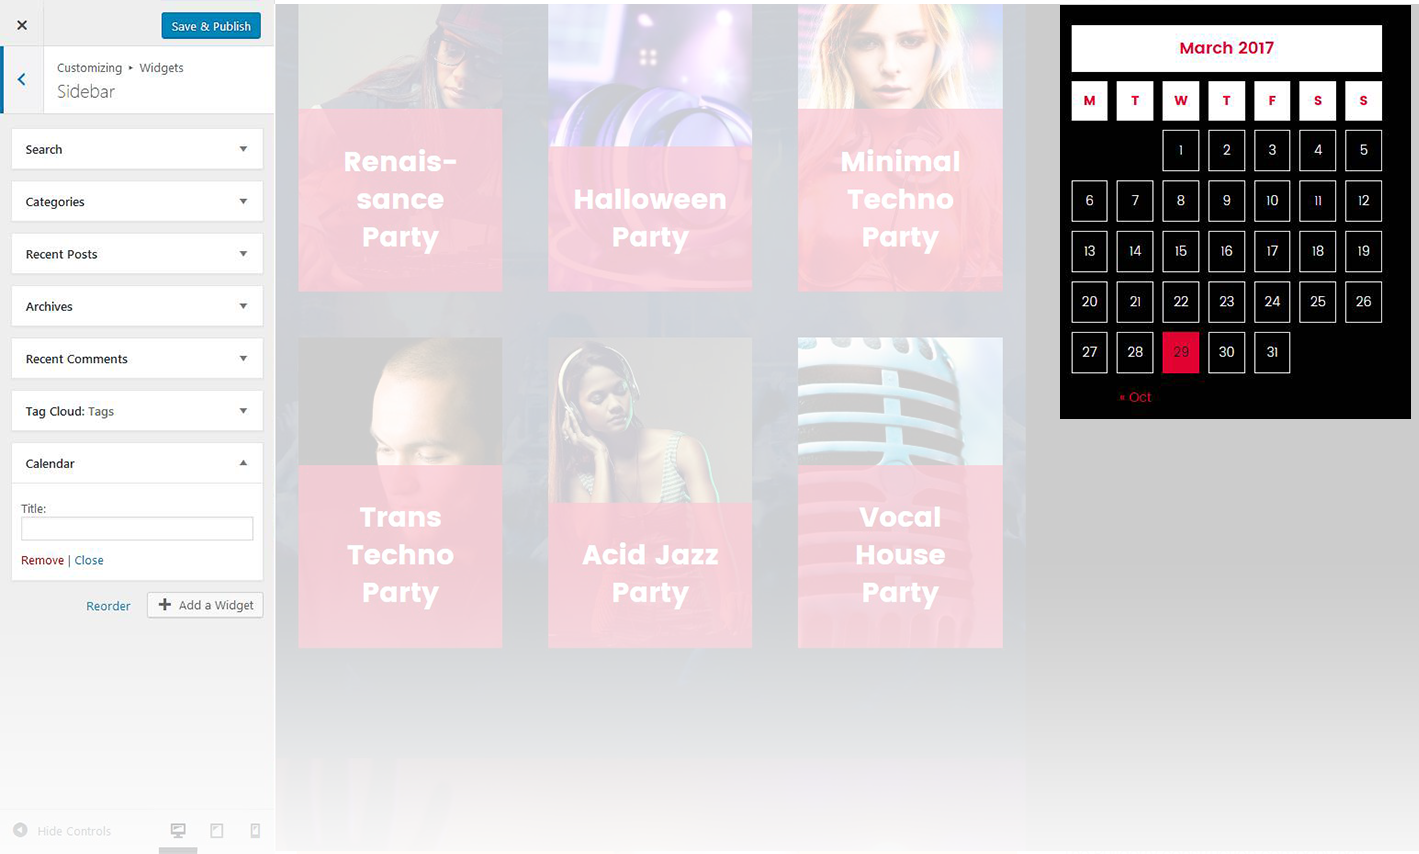 Save & Publish
Customizing ▸ Widgets
Sidebar
Search
Categories
Recent Posts
Archives
Recent Comments
Tag Cloud: Tags
Calendar
Title:
Remove | Close
Reorder
Add a Widget
Hide Controls
Renais-
sance
Party
Halloween
Party
Minimal
Techno
Party
Trans
Techno
Party
Acid Jazz
Party
Vocal
House
Party
March 2017
M T W T F S S
1 2 3 4 5
6 7 8 9 10 11 12
13 14 15 16 17 18 19
20 21 22 23 24 25 26
27 28 29 30 31
« Oct